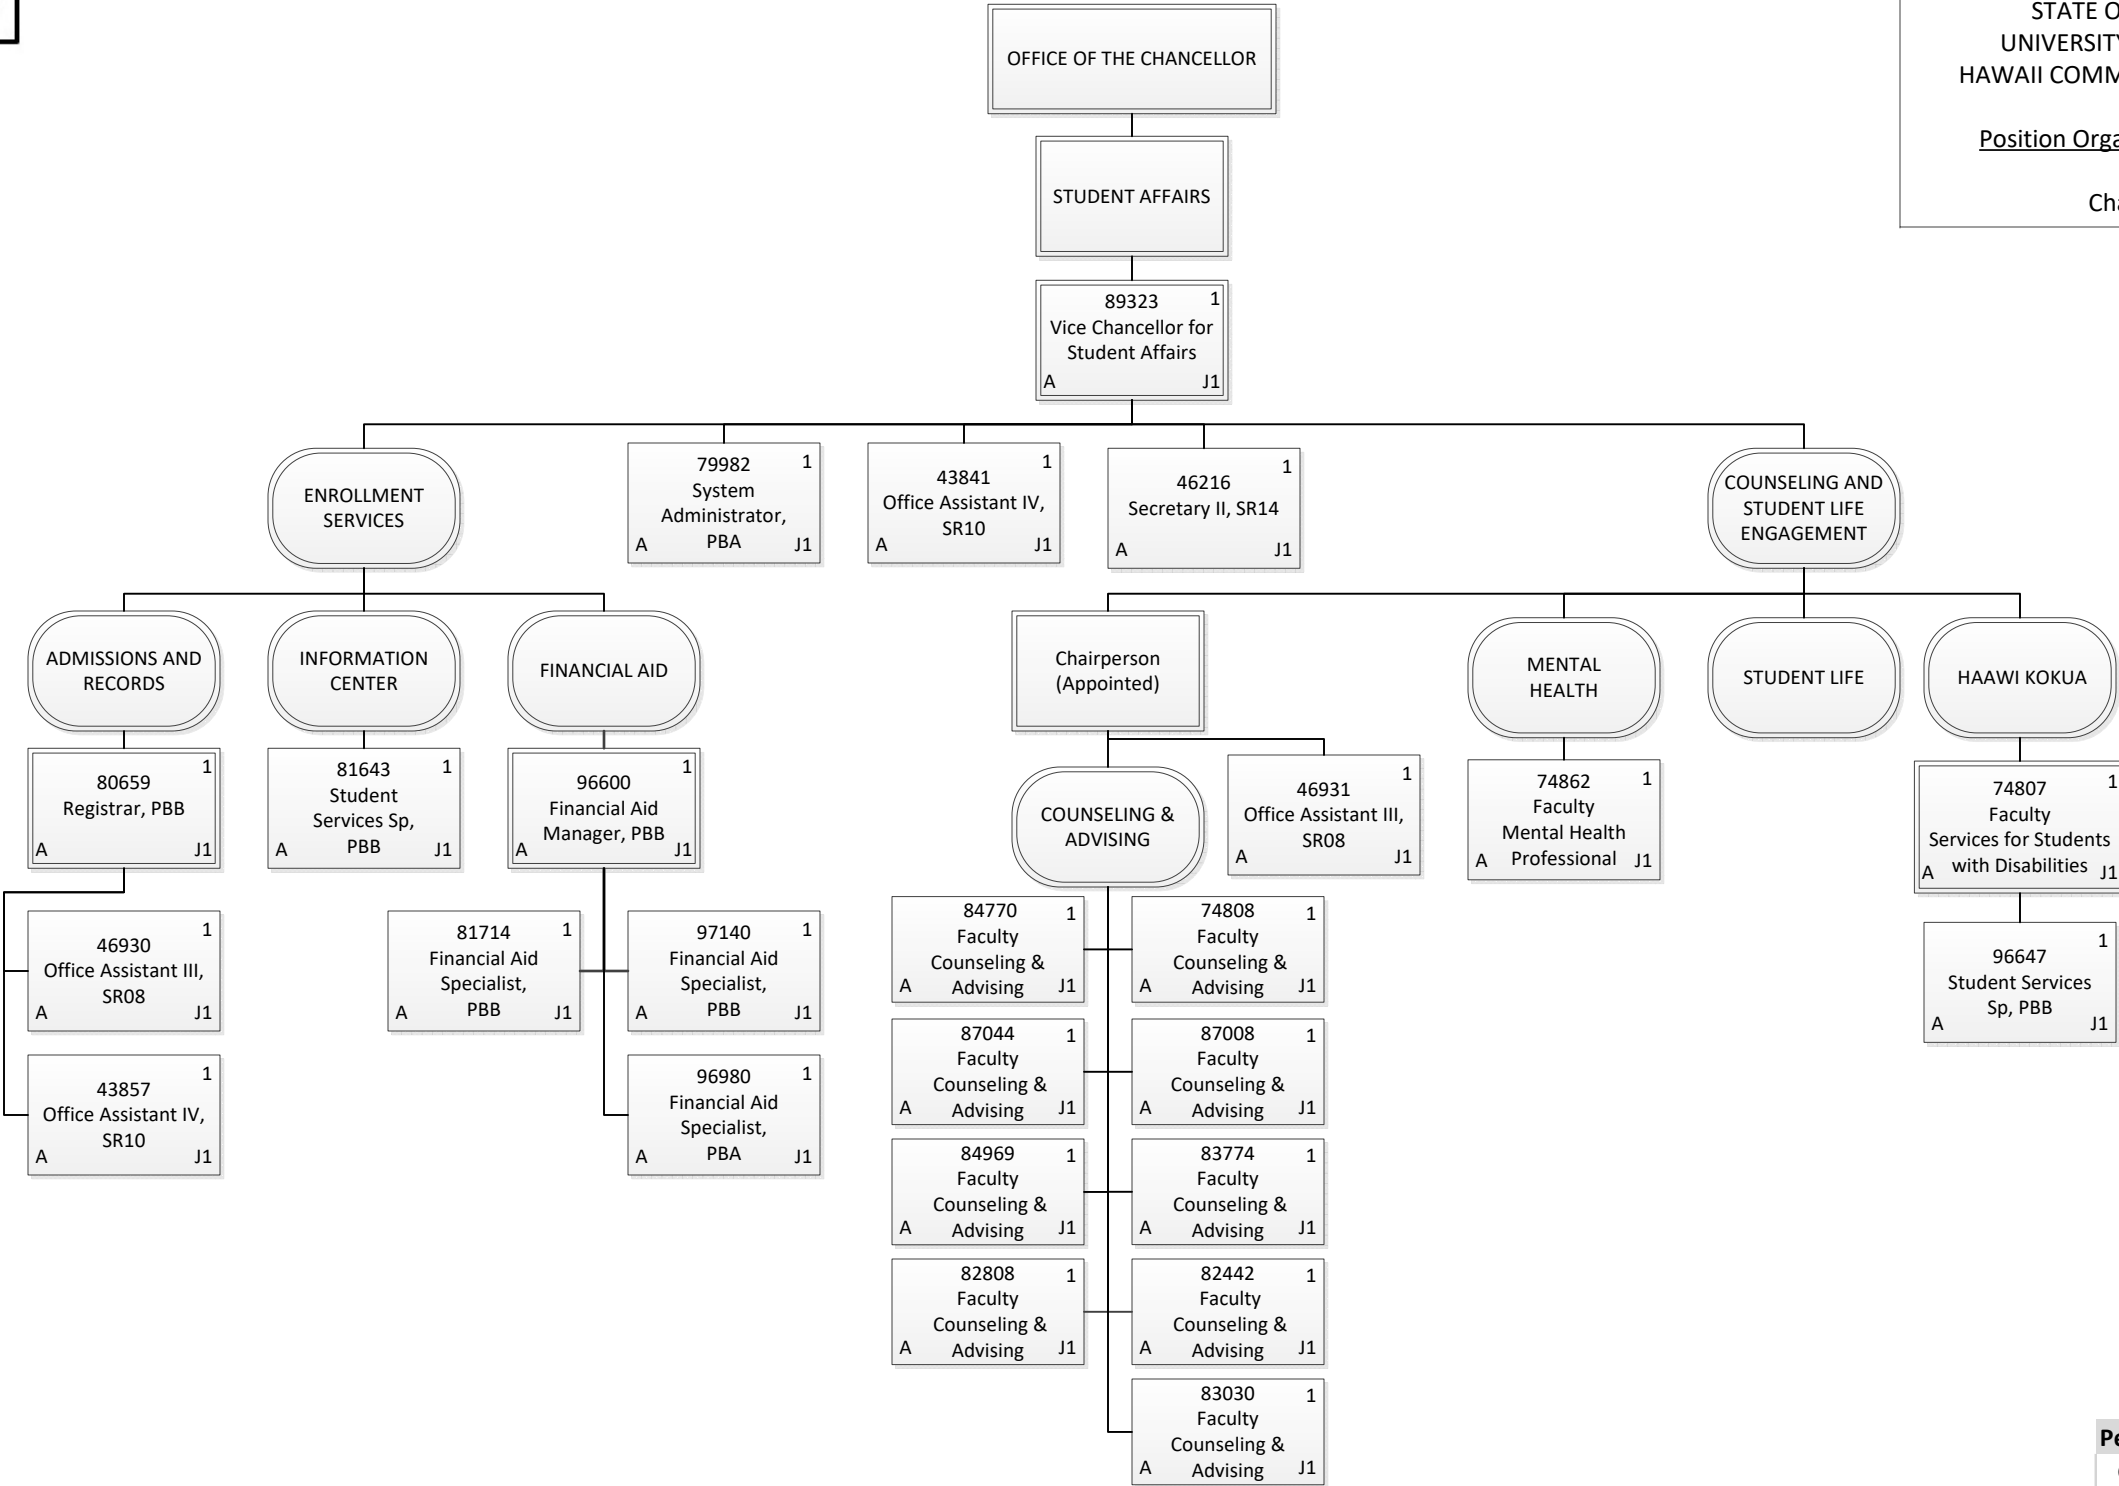 STATE O
UNIVERSITY
HAWAII COMM
Position Orga
Cha
OFFICE OF THE CHANCELLOR
STUDENT AFFAIRS
89323 1
Vice Chancellor for
Student Affairs
A J1
ENROLLMENT
SERVICES
79982 1
System
Administrator,
A PBA J1
43841 1
Office Assistant IV,
SR10
A J1
46216 1
Secretary II, SR14
A J1
COUNSELING AND
STUDENT LIFE
ENGAGEMENT
ADMISSIONS AND
RECORDS
INFORMATION
CENTER
FINANCIAL AID
Chairperson
(Appointed)
MENTAL
HEALTH
STUDENT LIFE
HAAWI KOKUA
80659 1
Registrar, PBB
A J1
81643 1
Student
Services Sp,
A PBB J1
96600 1
Financial Aid
Manager, PBB
A J1
COUNSELING &
ADVISING
46931 1
Office Assistant III,
SR08
A J1
74862 1
Faculty
Mental Health
A Professional J1
74807 1
Faculty
Services for Students
A with Disabilities J1
46930 1
Office Assistant III,
SR08
A J1
81714 1
Financial Aid
Specialist,
A PBB J1
97140 1
Financial Aid
Specialist,
A PBB J1
84770 1
Faculty
Counseling &
A Advising J1
74808 1
Faculty
Counseling &
A Advising J1
96647 1
Student Services
Sp, PBB
A J1
43857 1
Office Assistant IV,
SR10
A J1
96980 1
Financial Aid
Specialist,
A PBA J1
87044 1
Faculty
Counseling &
A Advising J1
87008 1
Faculty
Counseling &
A Advising J1
84969 1
Faculty
Counseling &
A Advising J1
83774 1
Faculty
Counseling &
A Advising J1
82808 1
Faculty
Counseling &
A Advising J1
82442 1
Faculty
Counseling &
A Advising J1
83030 1
Faculty
Counseling &
A Advising J1
Pe